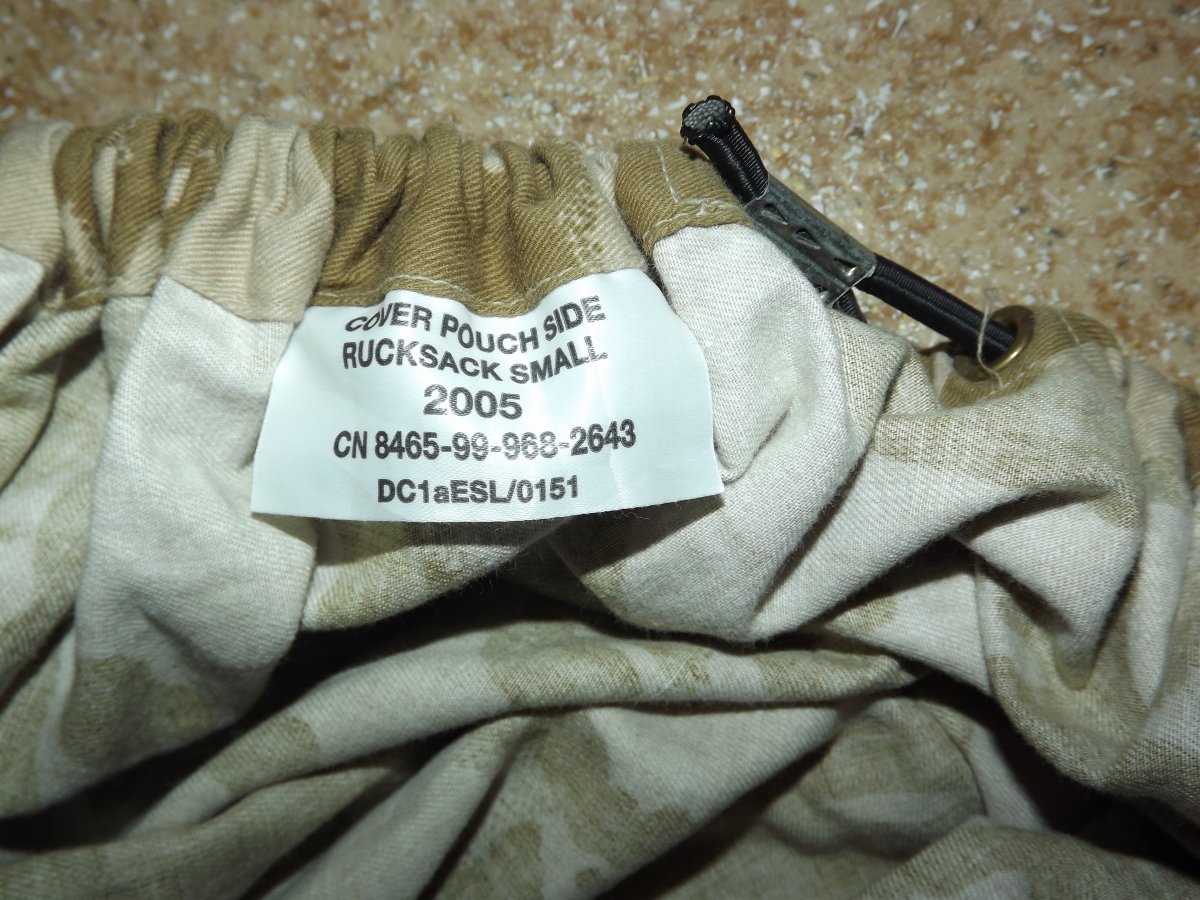 COVER POUCH SIDE
RUCKSACK SMALL
2005
CN 8465-99-968-2643
DC1aESL/0151